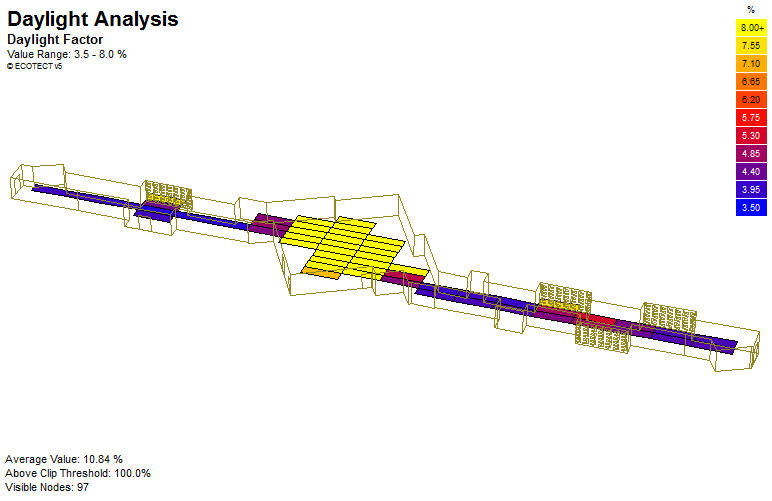 Daylight Analysis
Daylight Factor
Value Range: 3.5 - 8.0 %
© ECOTECT v5
%
8.00+
7.55
7.10
6.65
6.20
5.75
5.30
4.85
4.40
3.95
3.50
Average Value: 10.84 %
Above Clip Threshold: 100.0%
Visible Nodes: 97